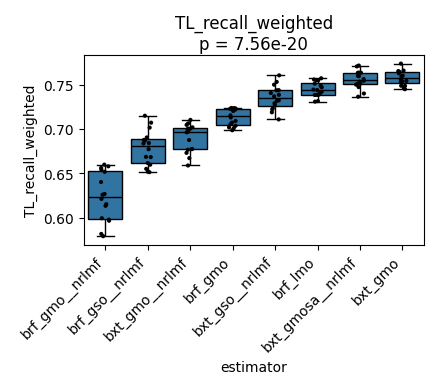 TL_recall_weighted
p = 7.56e-20
TL_recall_weighted
0.75
0.70
0.65
0.60
brf_gmo__nrlmf
brf_gso__nrlmf
bxt_gmo__nrlmf
brf_gmo
bxt_gso__nrlmf
brf_lmo
bxt_gmosa__nrlmf
bxt_gmo
estimator